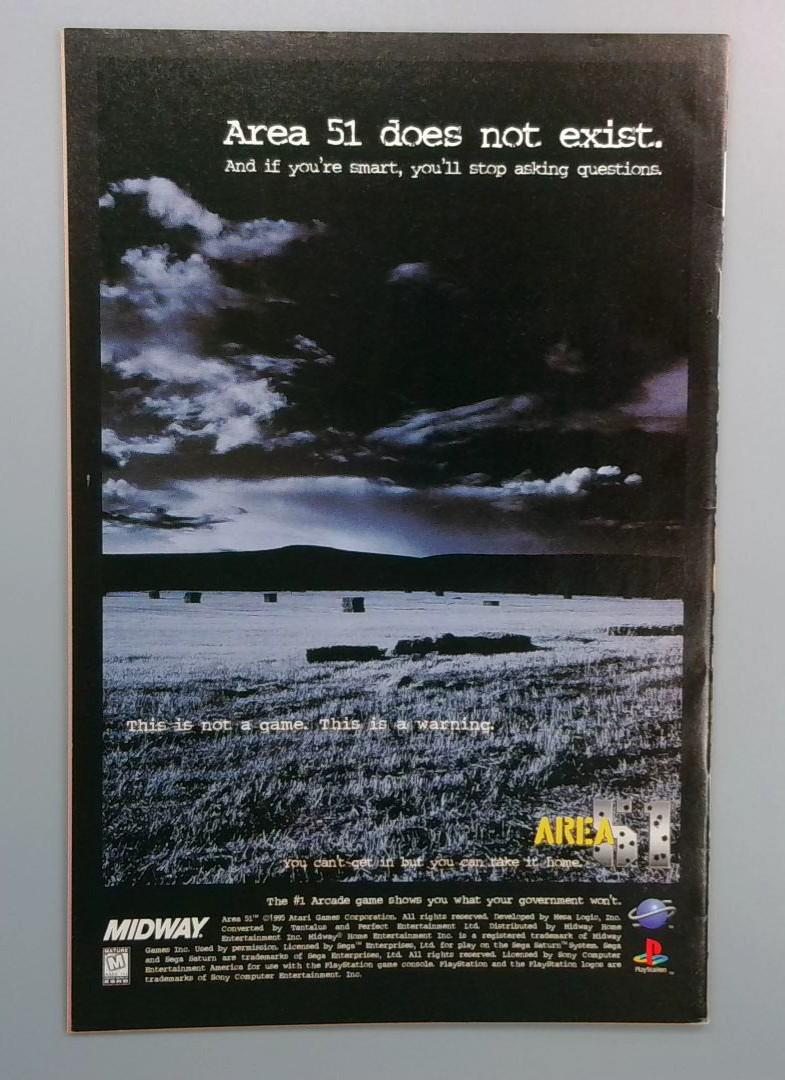 Area 51 does not exist.
And if you're smart, you'll stop asking questions.
This is not a game. This is a warning.
AREA 51
you can't get in but you can take it home.
The #1 Arcade game shows you what your government won't.
MIDWAY.
Area 51™ ©1995 Atari Games Corporation. All rights reserved. Developed by Mesa Logic, Inc.
Converted by Tantalus and Perfect Entertainment Ltd. Distributed by Midway Home
Entertainment Inc. Midway® Home Entertainment Inc. is a registered trademark of Midway
Games Inc. Used by permission. Licensed by Sega™ Enterprises, Ltd. for play on the Sega Saturn™ System. Sega
and Sega Saturn are trademarks of Sega Enterprises, Ltd. All rights reserved. Licensed by Sony Computer
Entertainment America for use with the PlayStation game console. PlayStation and the PlayStation logos are
trademarks of Sony Computer Entertainment, Inc.
MATURE
M
ESRB
PlayStation™